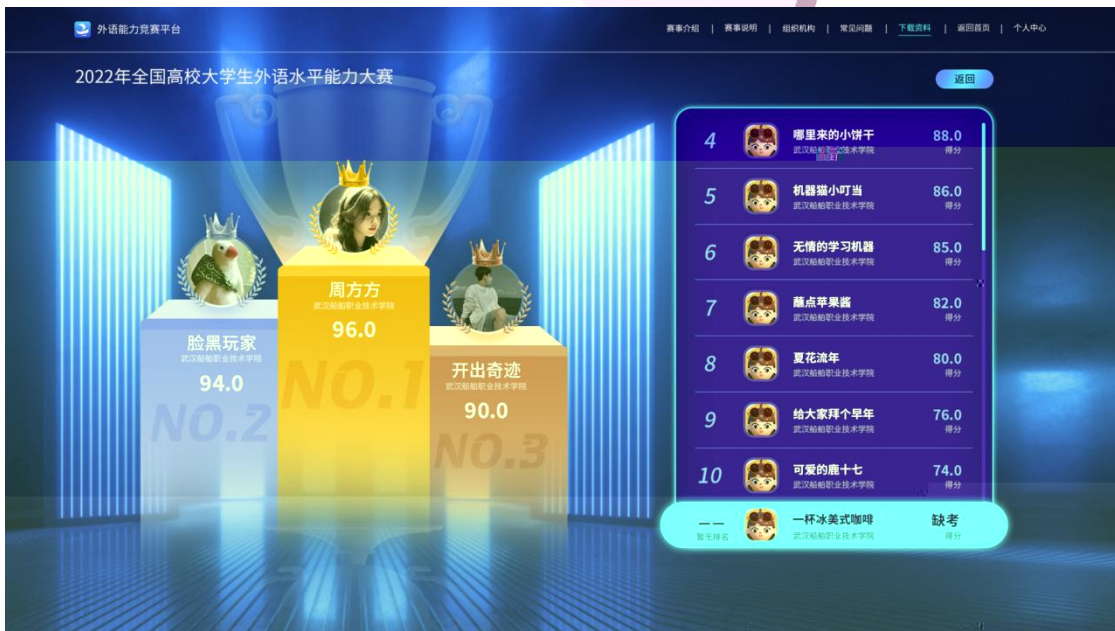 外语能力竞赛平台
赛事介绍 | 赛事说明 | 组织机构 | 常见问题 | 下载资料 | 返回首页 | 个人中心
2022年全国高校大学生外语水平能力大赛
返回
周方方
武汉船舶职业技术学院
96.0
NO.1
脸黑玩家
武汉船舶职业技术学院
94.0
NO.2
开出奇迹
武汉船舶职业技术学院
90.0
NO.3
4 哪里来的小饼干 88.0
武汉船舶职业技术学院 得分
5 机器猫小叮当 86.0
武汉船舶职业技术学院 得分
6 无情的学习机器 85.0
武汉船舶职业技术学院 得分
7 蘸点苹果酱 82.0
武汉船舶职业技术学院 得分
8 夏花流年 80.0
武汉船舶职业技术学院 得分
9 给大家拜个早年 76.0
武汉船舶职业技术学院 得分
10 可爱的鹿十七 74.0
武汉船舶职业技术学院 得分
—— 一杯冰美式咖啡 缺考
暂无排名 武汉船舶职业技术学院 得分